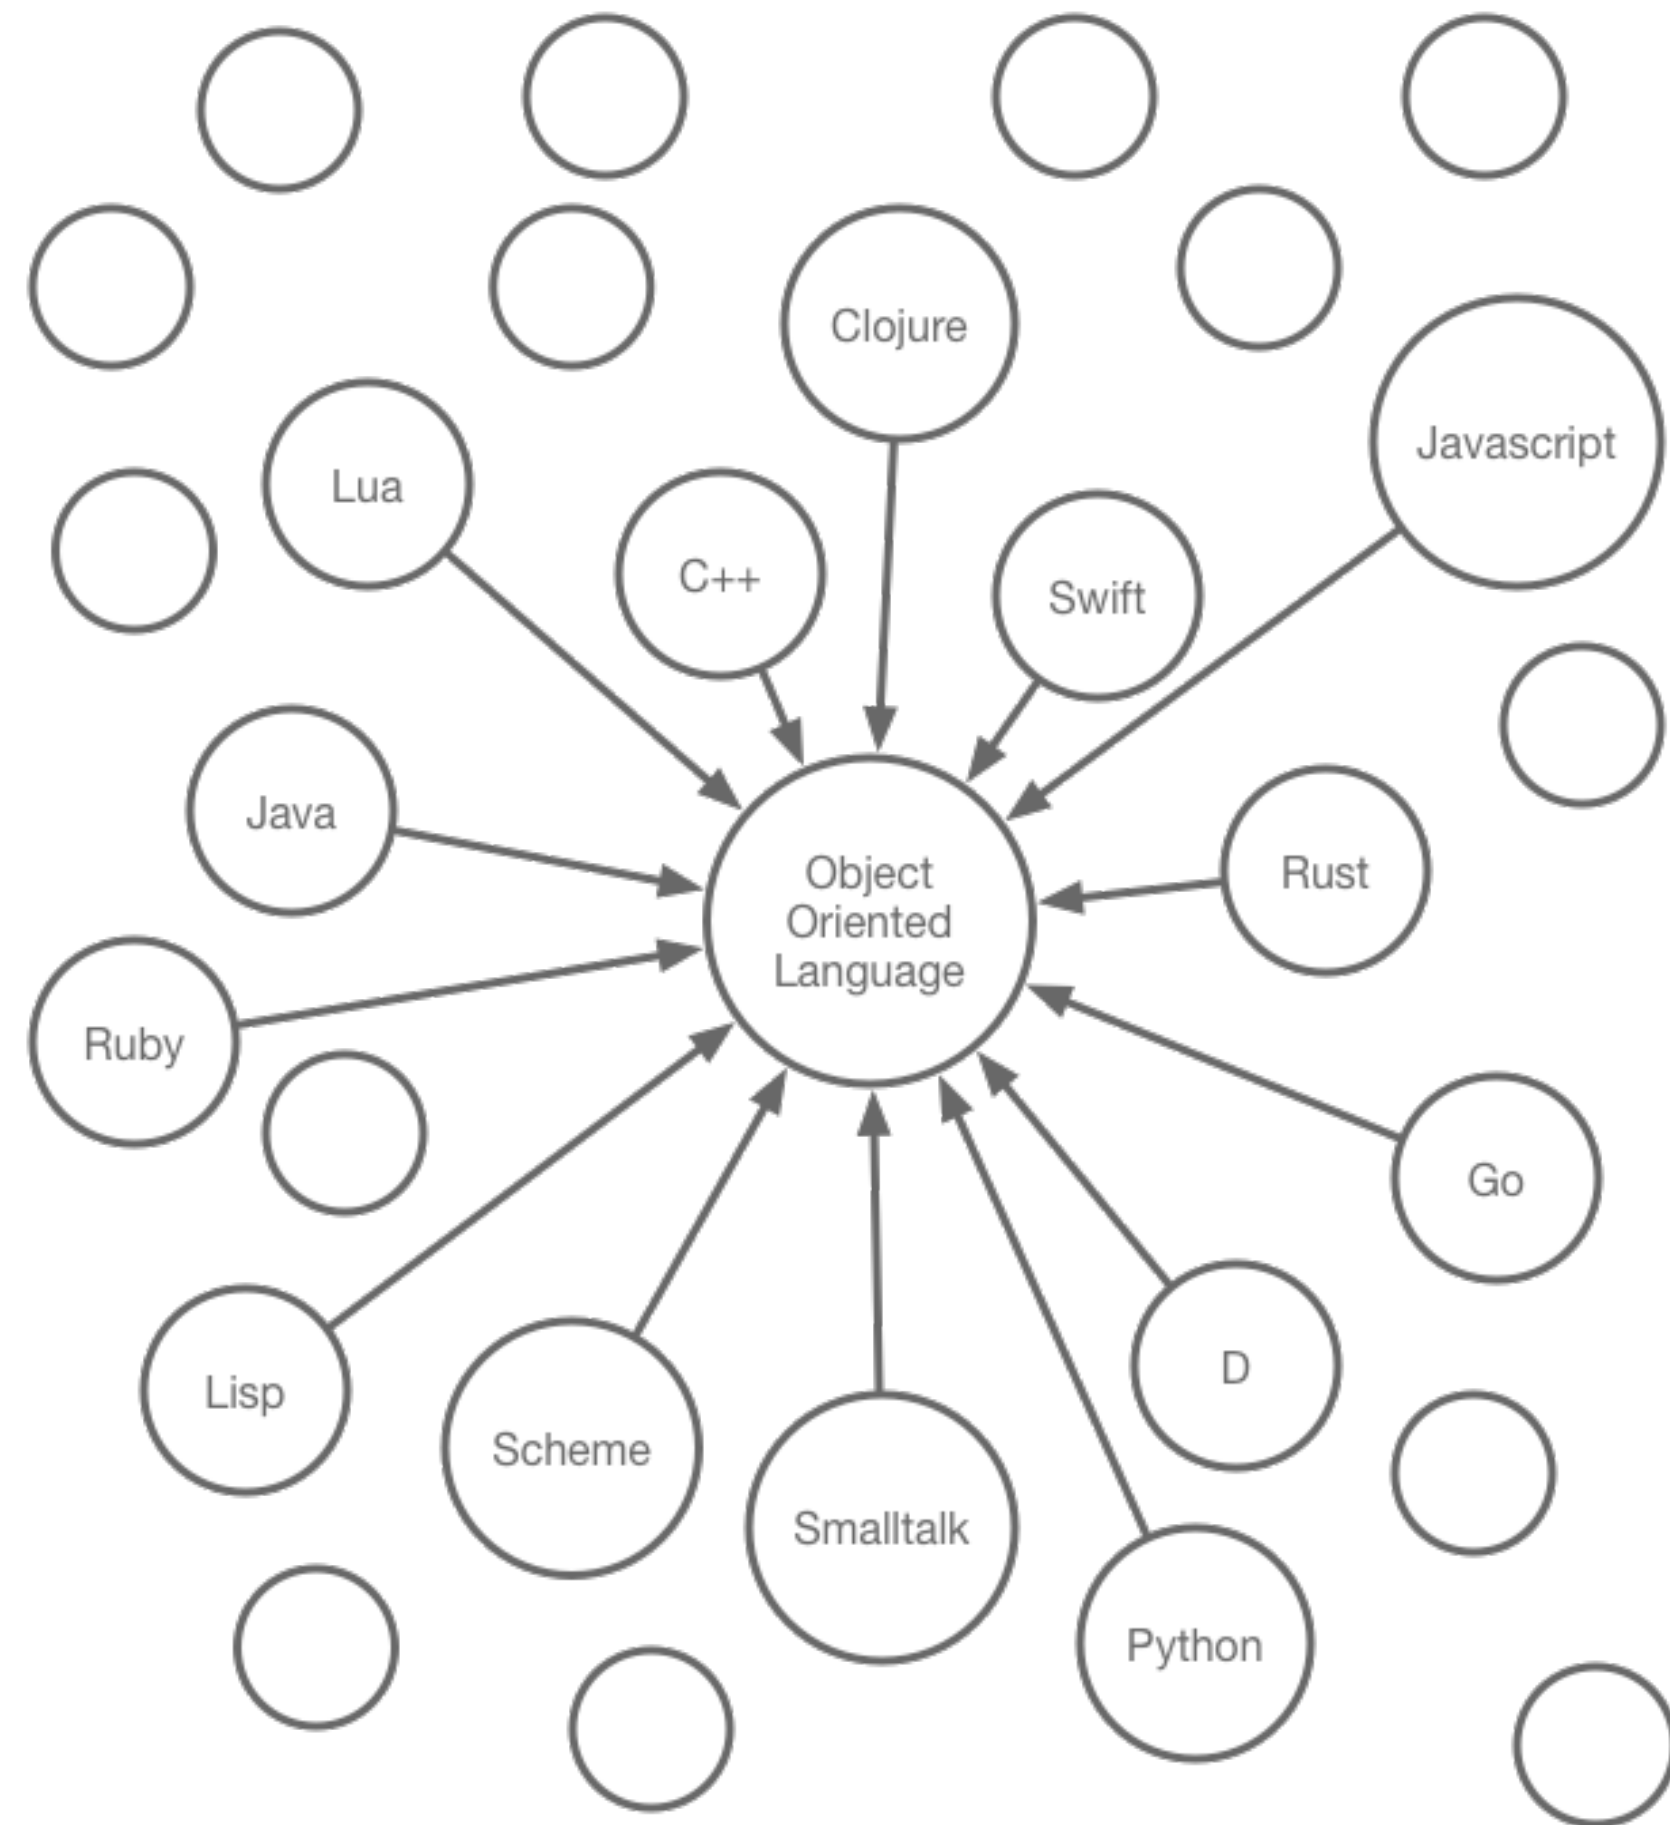 Clojure
Javascript
Lua
C++
Swift
Java
Object
Oriented
Language
Rust
Ruby
Go
Lisp
D
Scheme
Smalltalk
Python